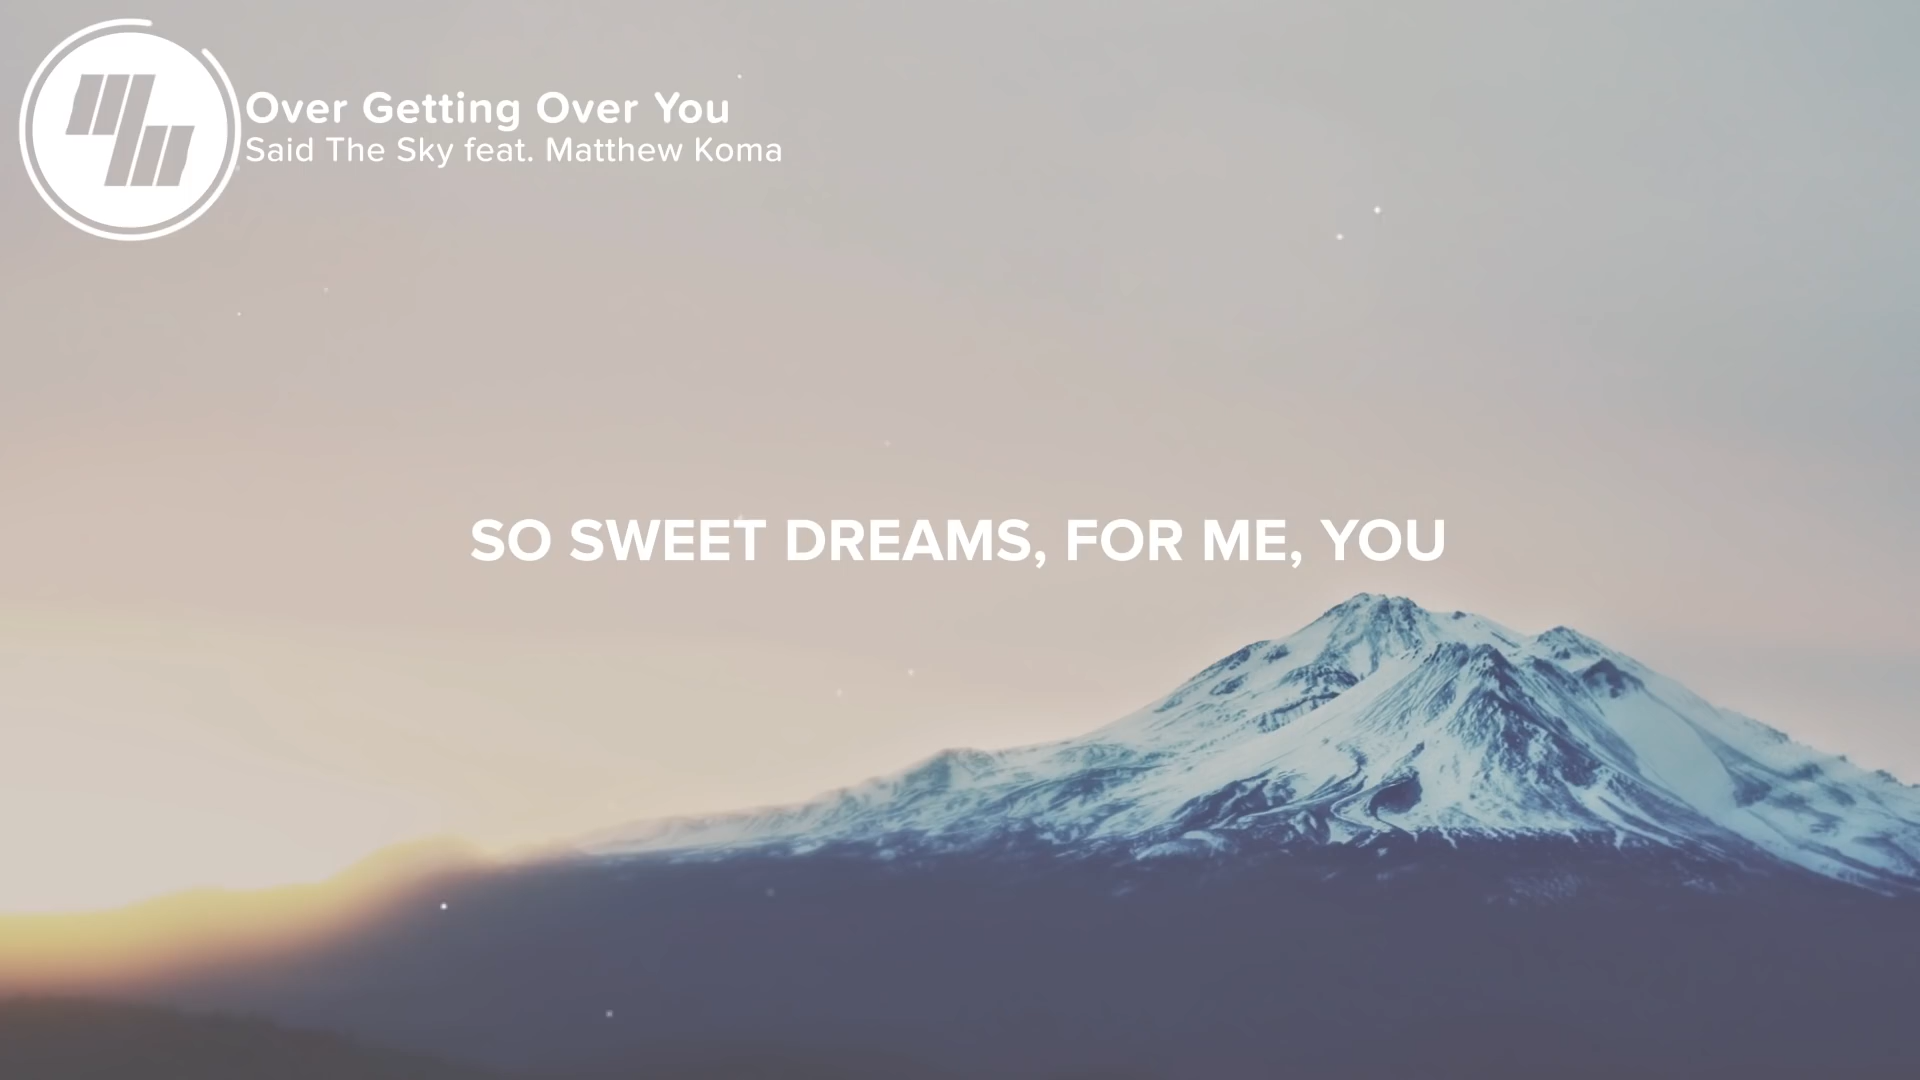 Over Getting Over You
Said The Sky feat. Matthew Koma
SO SWEET DREAMS, FOR ME, YOU